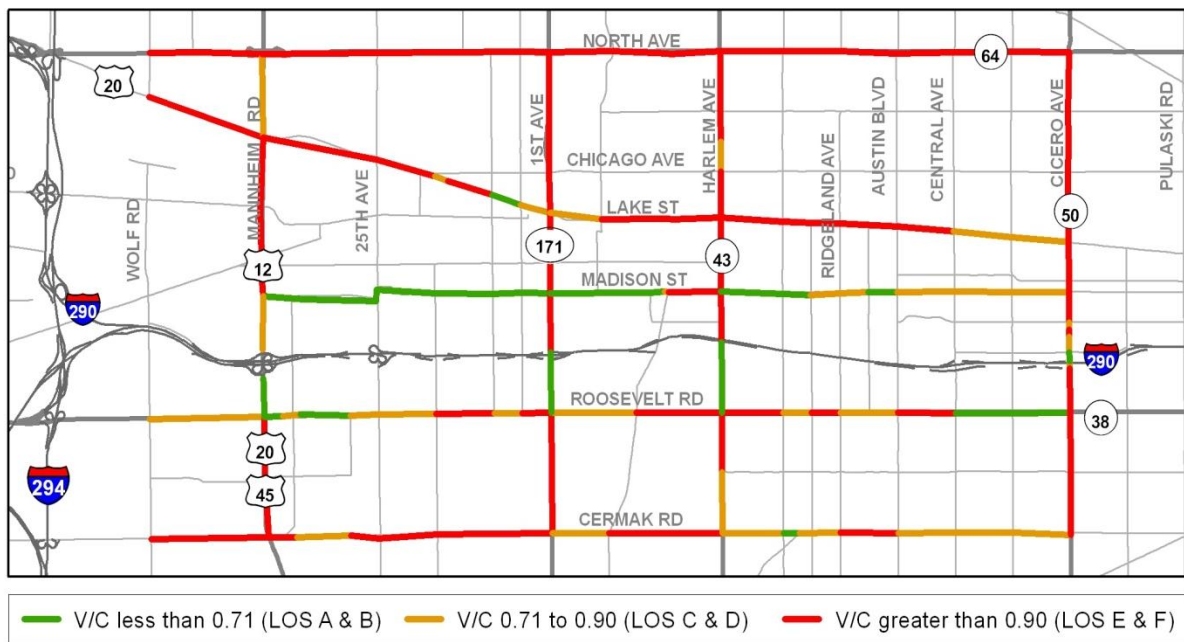 NORTH AVE
64
20
MANNHEIM RD
1ST AVE
HARLEM AVE
CHICAGO AVE
RIDGELAND AVE
AUSTIN BLVD
CENTRAL AVE
CICERO AVE
PULASKI RD
WOLF RD
25TH AVE
LAKE ST
50
171
43
12
MADISON ST
290
290
ROOSEVELT RD
38
20
294
45
CERMAK RD
V/C less than 0.71 (LOS A & B) V/C 0.71 to 0.90 (LOS C & D) V/C greater than 0.90 (LOS E & F)